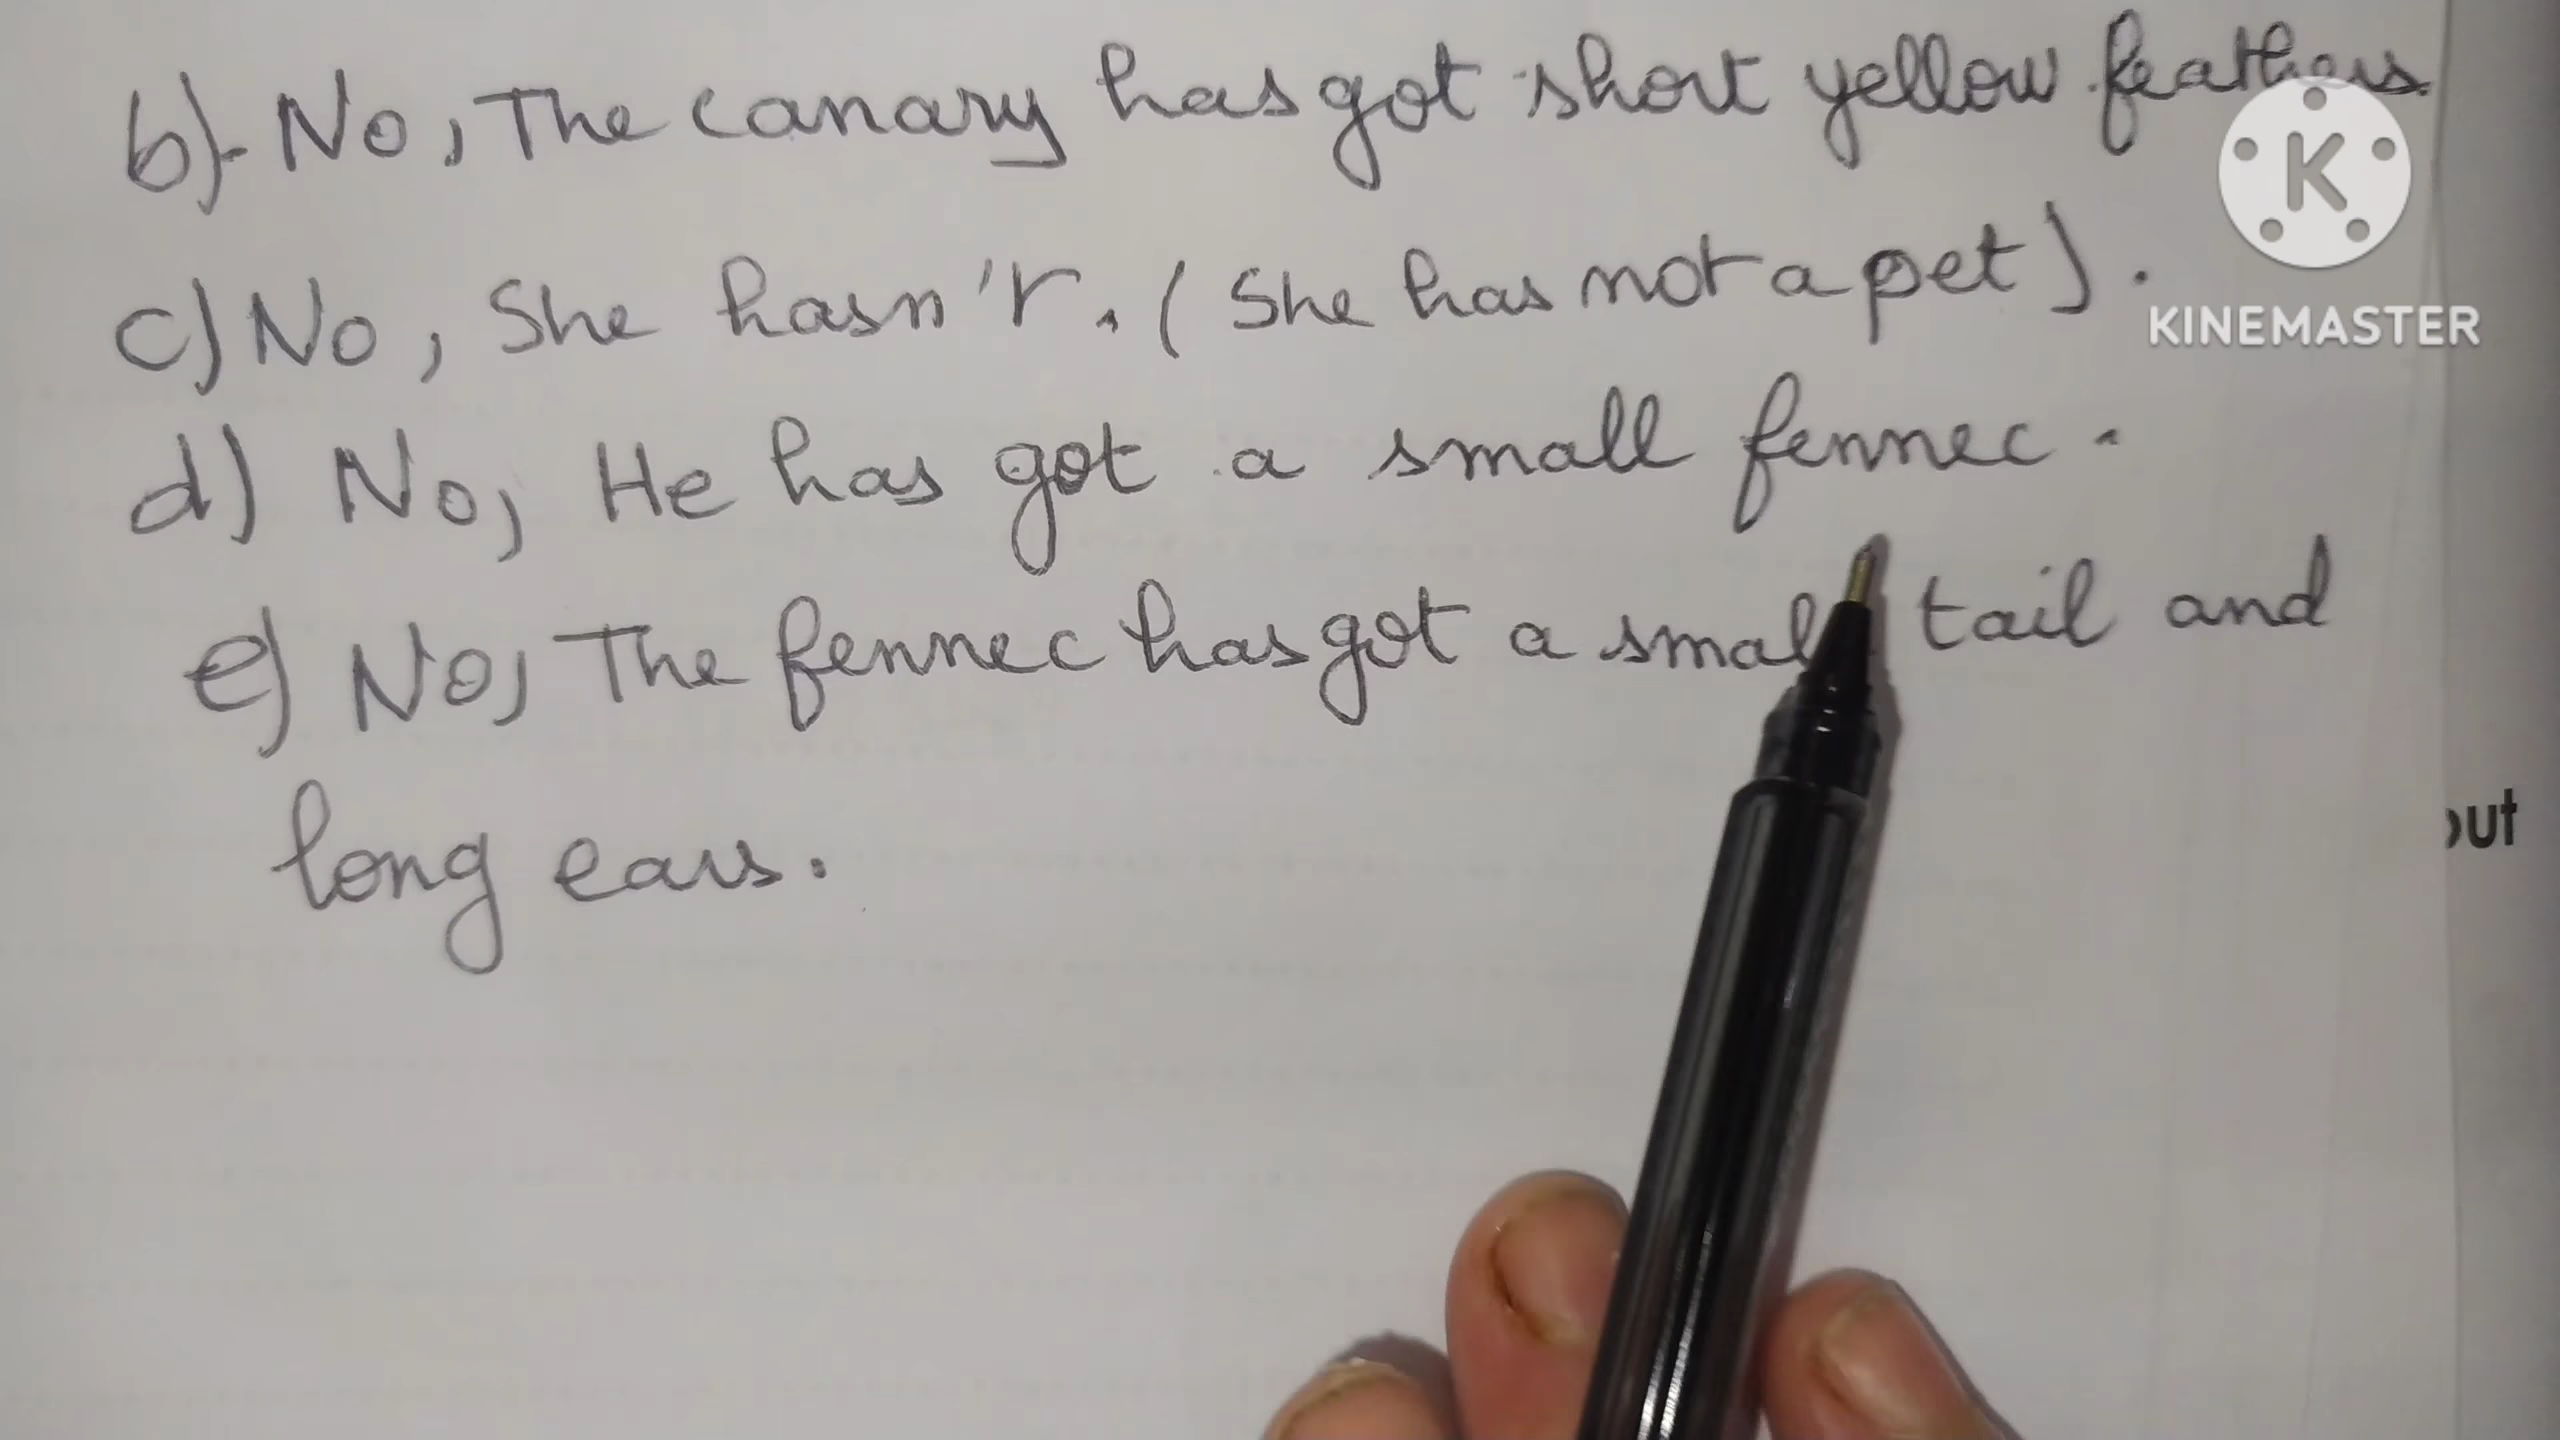 b)- No, The canary has got short yellow feathers.
c) No, She hasn't. (She has not a pet).
d) No, He has got a small fennec.
e) No, The fennec has got a small tail and
long ears.
K
KINEMASTER
out